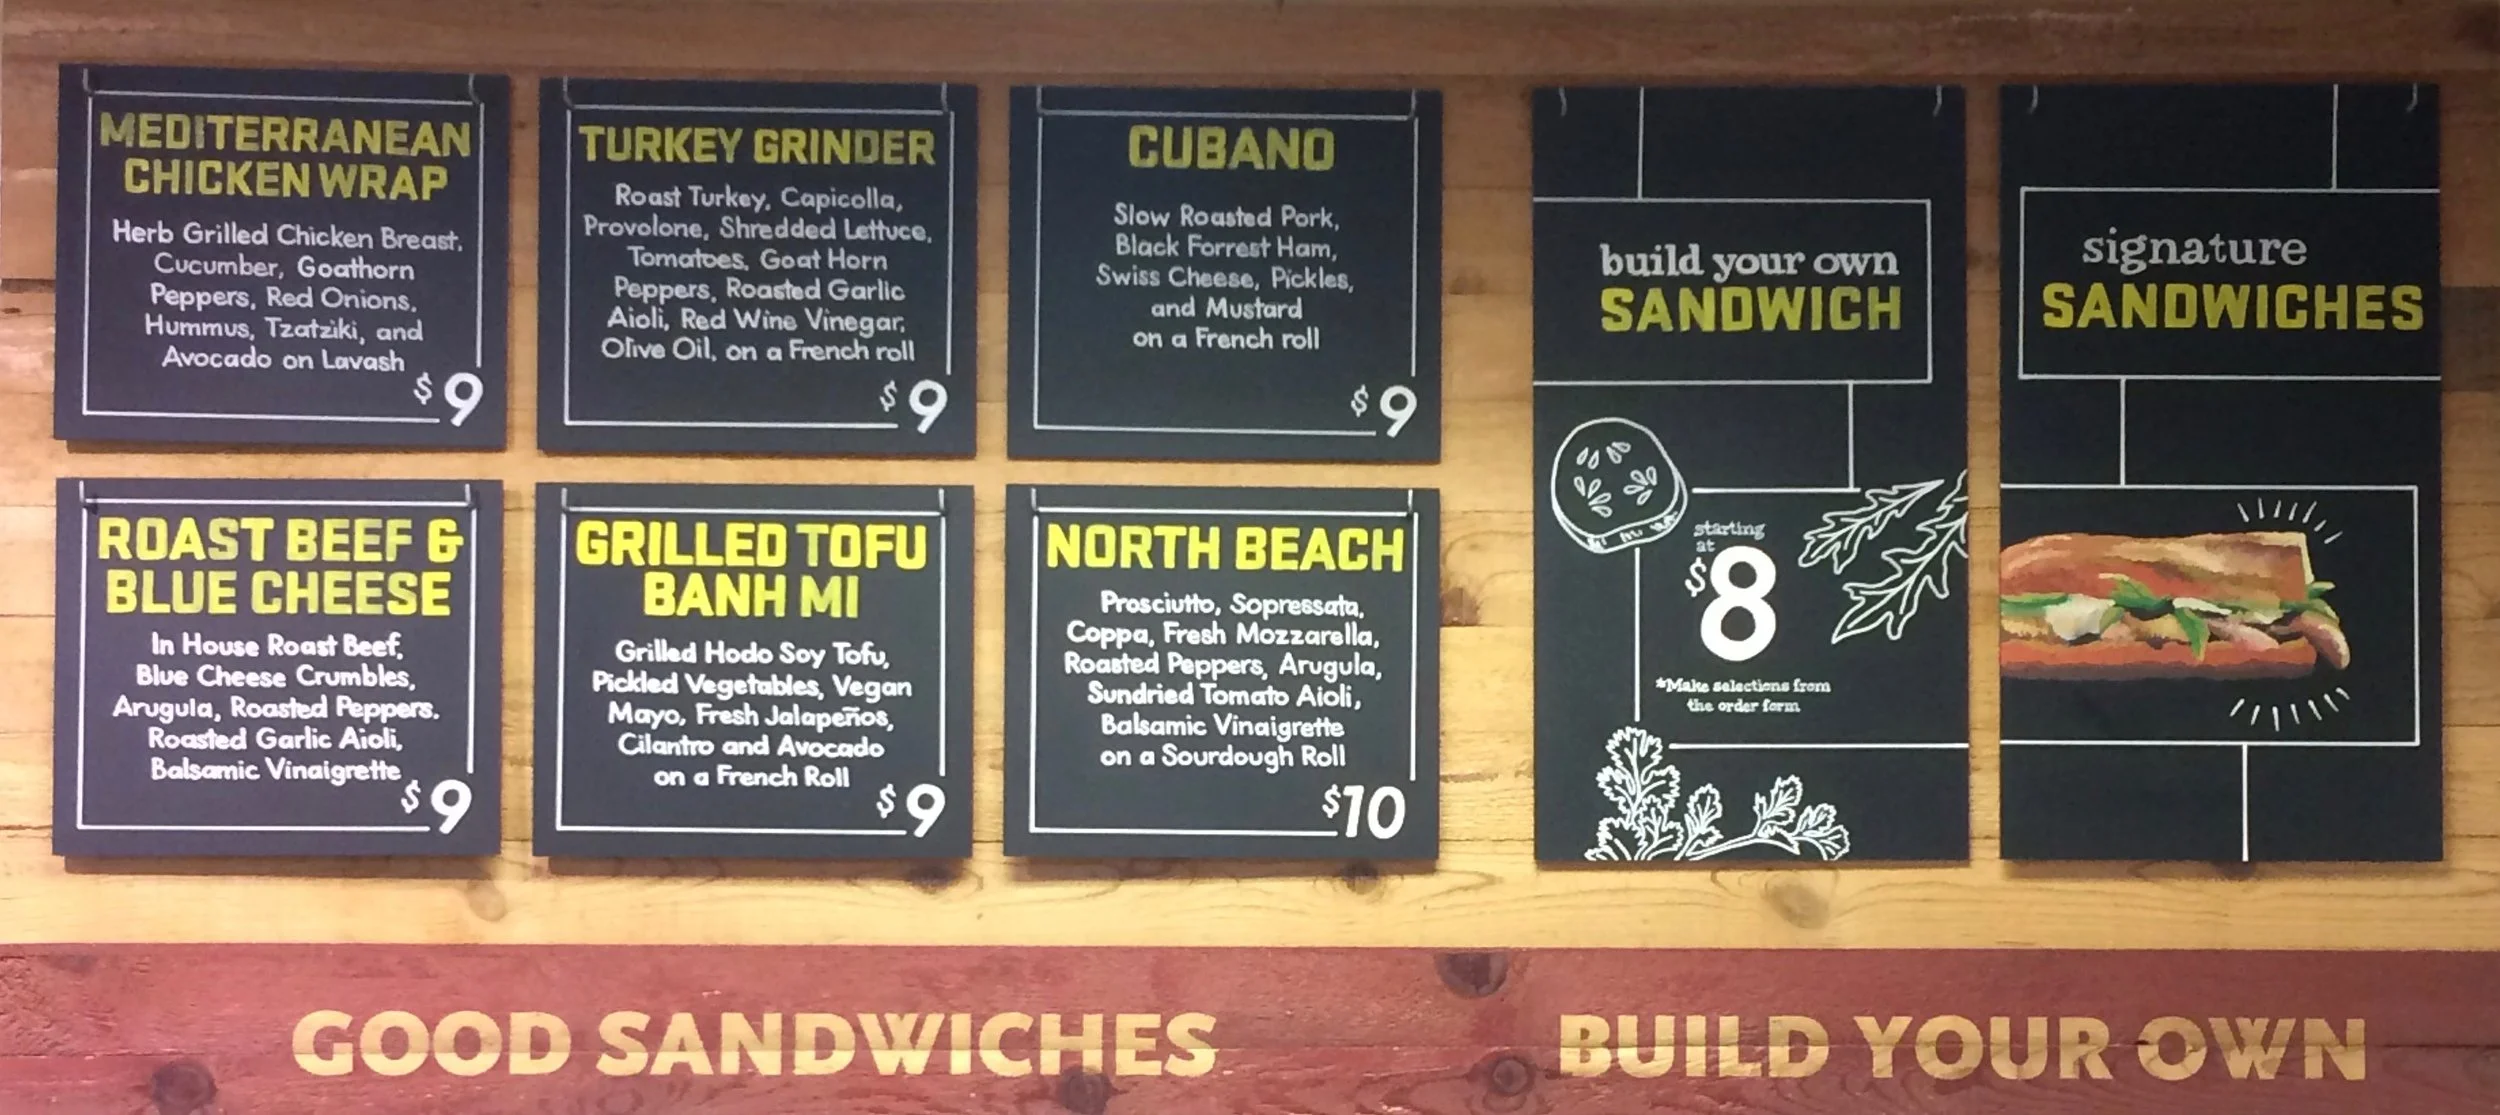 MEDITERRANEAN
CHICKEN WRAP
Herb Grilled Chicken Breast,
Cucumber, Goathorn
Peppers, Red Onions,
Hummus, Tzatziki, and
Avocado on Lavash
$9
TURKEY GRINDER
Roast Turkey, Capicolla,
Provolone, Shredded Lettuce,
Tomatoes, Goat Horn
Peppers, Roasted Garlic
Aioli, Red Wine Vinegar,
Olive Oil, on a French roll
$9
CUBANO
Slow Roasted Pork,
Black Forrest Ham,
Swiss Cheese, Pickles,
and Mustard
on a French roll
$9
ROAST BEEF &
BLUE CHEESE
In House Roast Beef,
Blue Cheese Crumbles,
Arugula, Roasted Peppers.
Roasted Garlic Aioli,
Balsamic Vinaigrette
$9
GRILLED TOFU
BANH MI
Grilled Hodo Soy Tofu,
Pickled Vegetables, Vegan
Mayo, Fresh Jalapeños,
Cilantro and Avocado
on a French Roll
$9
NORTH BEACH
Prosciutto, Sopressata,
Coppa, Fresh Mozzarella,
Roasted Peppers, Arugula,
Sundried Tomato Aioli,
Balsamic Vinaigrette
on a Sourdough Roll
$10
build your own
SANDWICH
starting
at
$8
*Make selections from
the order form
signature
SANDWICHES
GOOD SANDWICHES
BUILD YOUR OWN